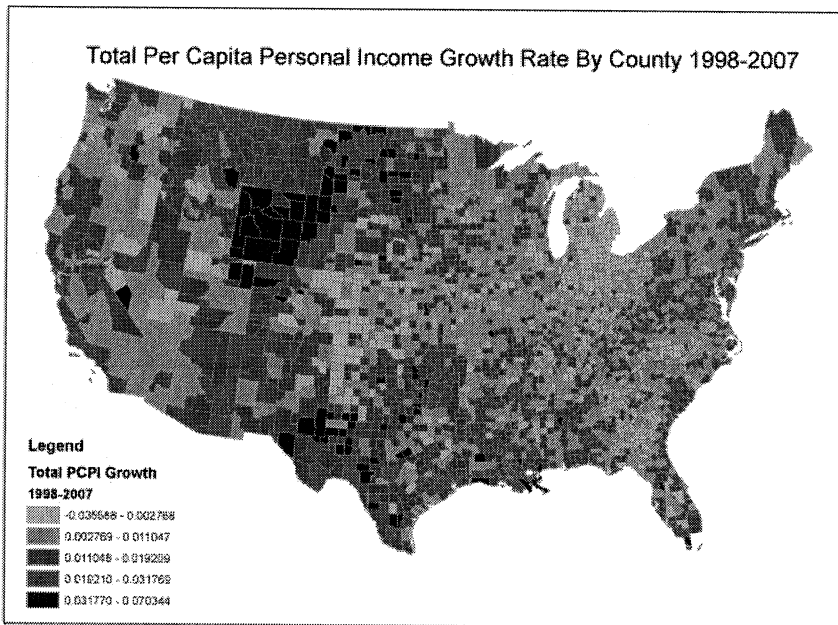 Total Per Capita Personal Income Growth Rate By County 1998-2007
Legend
Total PCPI Growth
1998-2007
-0.035588 - 0.002768
0.002769 - 0.011047
0.011048 - 0.019209
0.019210 - 0.031769
0.031770 - 0.070344